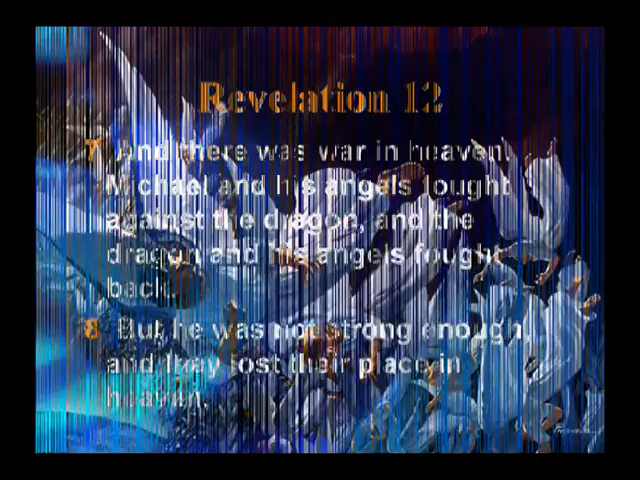 Revelation 12
7 And there was war in heaven.
Michael and his angels fought
against the dragon, and the
dragon and his angels fought
back.
8 But he was not strong enough,
and they lost their place in
heaven.